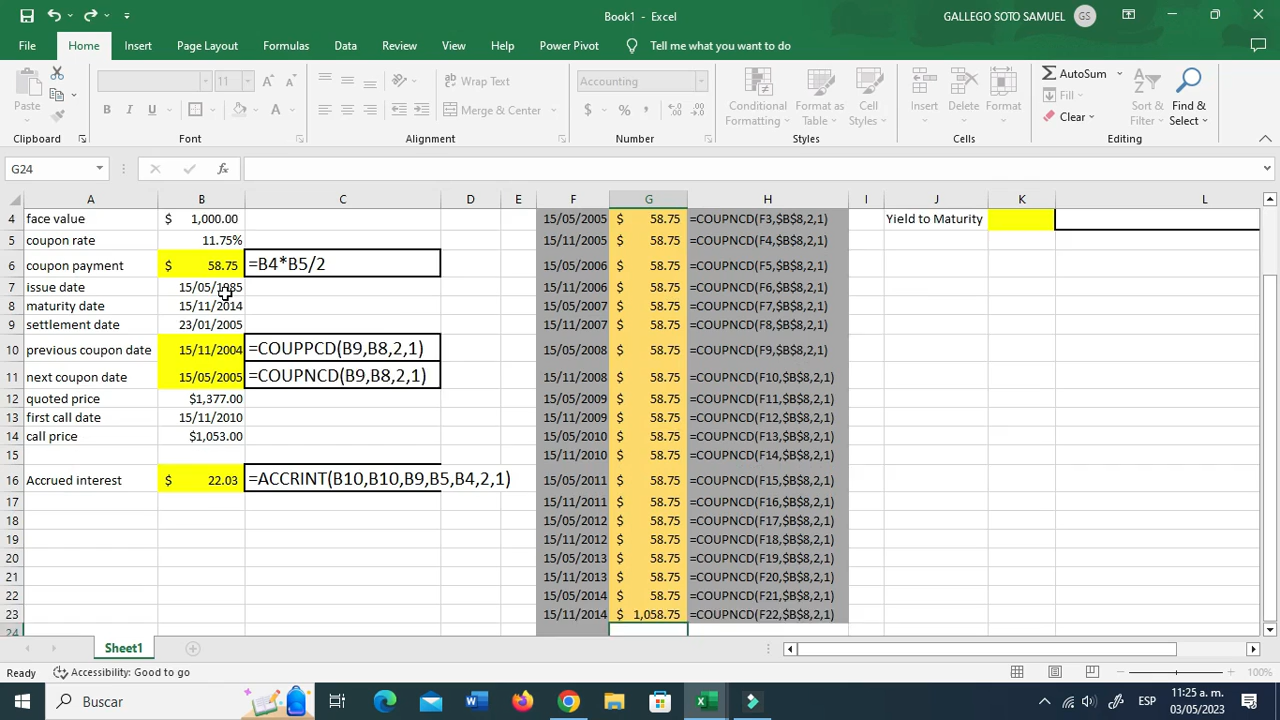 Book1 - Excel
GALLEGO SOTO SAMUEL
GS
File
Home
Insert
Page Layout
Formulas
Data
Review
View
Help
Power Pivot
Tell me what you want to do
Paste
Clipboard
11
B I U
A
Font
Wrap Text
Merge & Center
Alignment
Accounting
$ % ,
Number
Conditional Formatting
Format as Table
Cell Styles
Styles
Insert
Delete
Format
Cells
AutoSum
Fill
Clear
Sort & Filter
Find & Select
Editing
G24
fx
A B C D E F G H I J K L
4 face value $ 1,000.00 15/05/2005 $ 58.75 =COUPNCD(F3,$B$8,2,1) Yield to Maturity
5 coupon rate 11.75% 15/11/2005 $ 58.75 =COUPNCD(F4,$B$8,2,1)
6 coupon payment $ 58.75 =B4*B5/2 15/05/2006 $ 58.75 =COUPNCD(F5,$B$8,2,1)
7 issue date 15/05/1985 15/11/2006 $ 58.75 =COUPNCD(F6,$B$8,2,1)
8 maturity date 15/11/2014 15/05/2007 $ 58.75 =COUPNCD(F7,$B$8,2,1)
9 settlement date 23/01/2005 15/11/2007 $ 58.75 =COUPNCD(F8,$B$8,2,1)
10 previous coupon date 15/11/2004 =COUPPCD(B9,B8,2,1) 15/05/2008 $ 58.75 =COUPNCD(F9,$B$8,2,1)
11 next coupon date 15/05/2005 =COUPNCD(B9,B8,2,1) 15/11/2008 $ 58.75 =COUPNCD(F10,$B$8,2,1)
12 quoted price $1,377.00 15/05/2009 $ 58.75 =COUPNCD(F11,$B$8,2,1)
13 first call date 15/11/2010 15/11/2009 $ 58.75 =COUPNCD(F12,$B$8,2,1)
14 call price $1,053.00 15/05/2010 $ 58.75 =COUPNCD(F13,$B$8,2,1)
15 15/11/2010 $ 58.75 =COUPNCD(F14,$B$8,2,1)
16 Accrued interest $ 22.03 =ACCRINT(B10,B10,B9,B5,B4,2,1) 15/05/2011 $ 58.75 =COUPNCD(F15,$B$8,2,1)
17 15/11/2011 $ 58.75 =COUPNCD(F16,$B$8,2,1)
18 15/05/2012 $ 58.75 =COUPNCD(F17,$B$8,2,1)
19 15/11/2012 $ 58.75 =COUPNCD(F18,$B$8,2,1)
20 15/05/2013 $ 58.75 =COUPNCD(F19,$B$8,2,1)
21 15/11/2013 $ 58.75 =COUPNCD(F20,$B$8,2,1)
22 15/05/2014 $ 58.75 =COUPNCD(F21,$B$8,2,1)
23 15/11/2014 $ 1,058.75 =COUPNCD(F22,$B$8,2,1)
24
Sheet1
Ready
Accessibility: Good to go
100%
Buscar
ESP
11:25 a. m.
03/05/2023